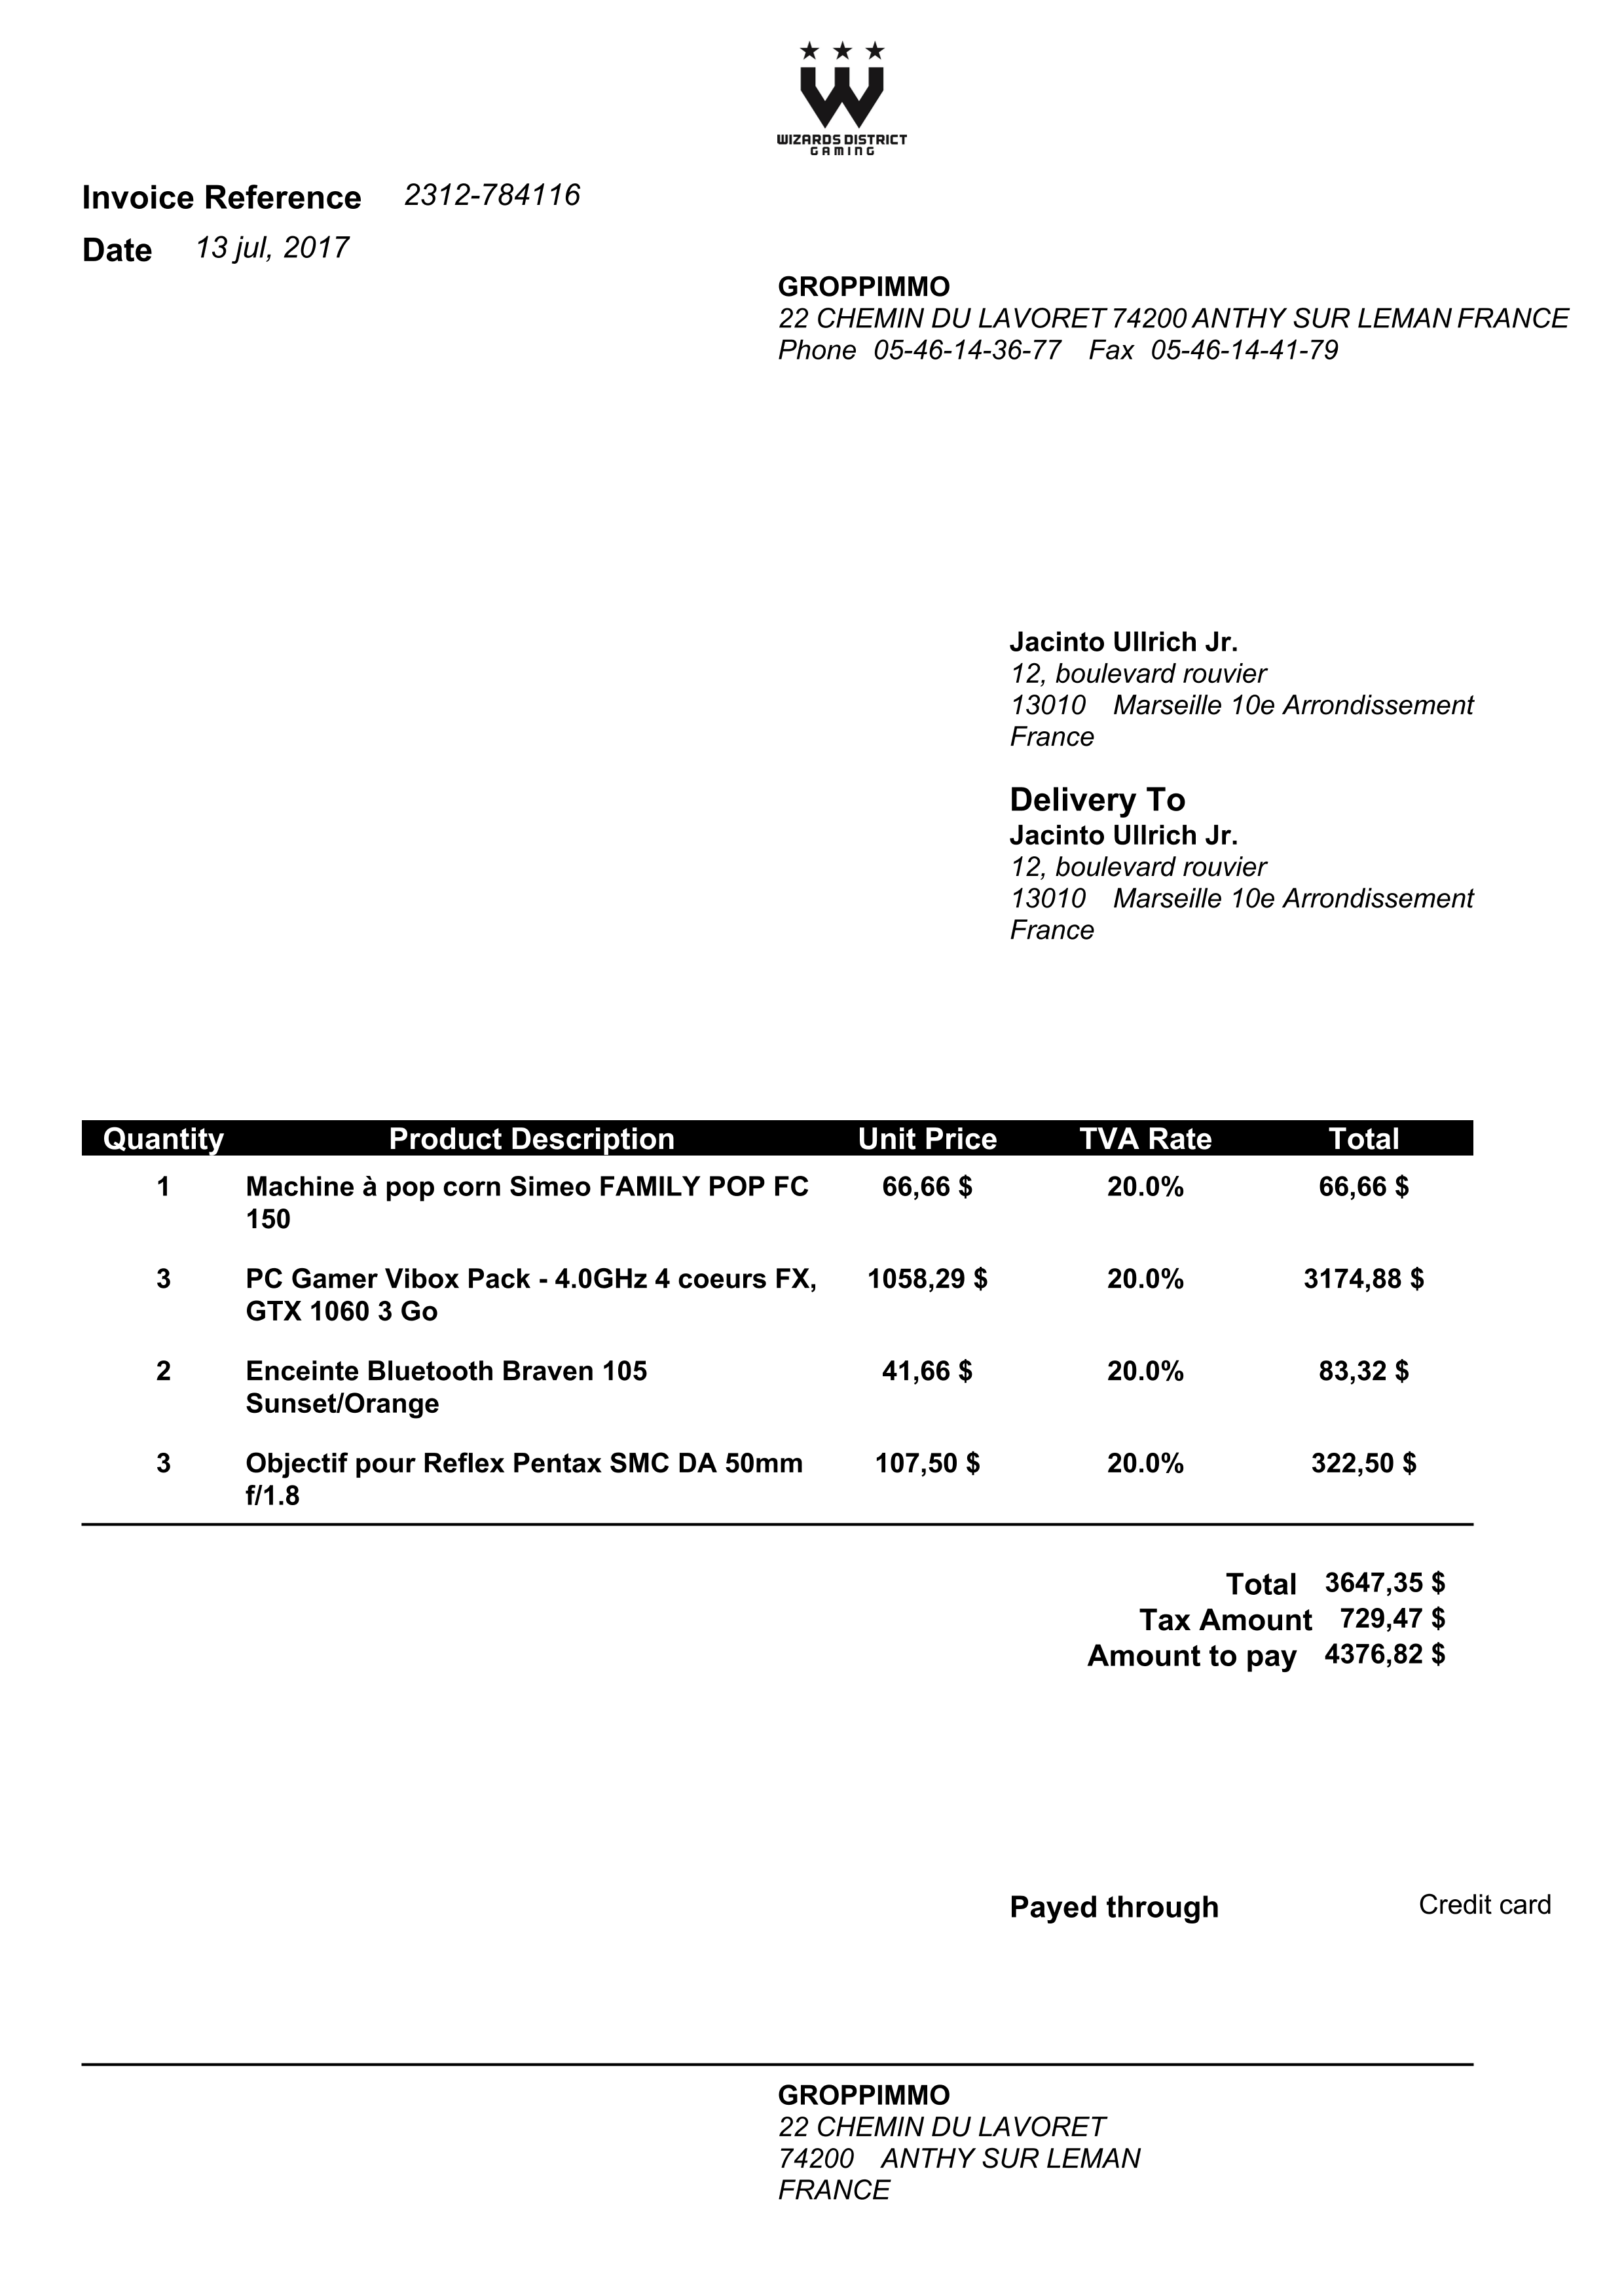 WIZARDS DISTRICT
GAMING
Invoice Reference 2312-784116
Date 13 jul, 2017
GROPPIMMO
22 CHEMIN DU LAVORET 74200 ANTHY SUR LEMAN FRANCE
Phone 05-46-14-36-77 Fax 05-46-14-41-79
Jacinto Ullrich Jr.
12, boulevard rouvier
13010 Marseille 10e Arrondissement
France
Delivery To
Jacinto Ullrich Jr.
12, boulevard rouvier
13010 Marseille 10e Arrondissement
France
Quantity Product Description Unit Price TVA Rate Total
1 Machine à pop corn Simeo FAMILY POP FC 66,66 $ 20.0% 66,66 $
150
3 PC Gamer Vibox Pack - 4.0GHz 4 coeurs FX, 1058,29 $ 20.0% 3174,88 $
GTX 1060 3 Go
2 Enceinte Bluetooth Braven 105 41,66 $ 20.0% 83,32 $
Sunset/Orange
3 Objectif pour Reflex Pentax SMC DA 50mm 107,50 $ 20.0% 322,50 $
f/1.8
Total 3647,35 $
Tax Amount 729,47 $
Amount to pay 4376,82 $
Payed through Credit card
GROPPIMMO
22 CHEMIN DU LAVORET
74200 ANTHY SUR LEMAN
FRANCE